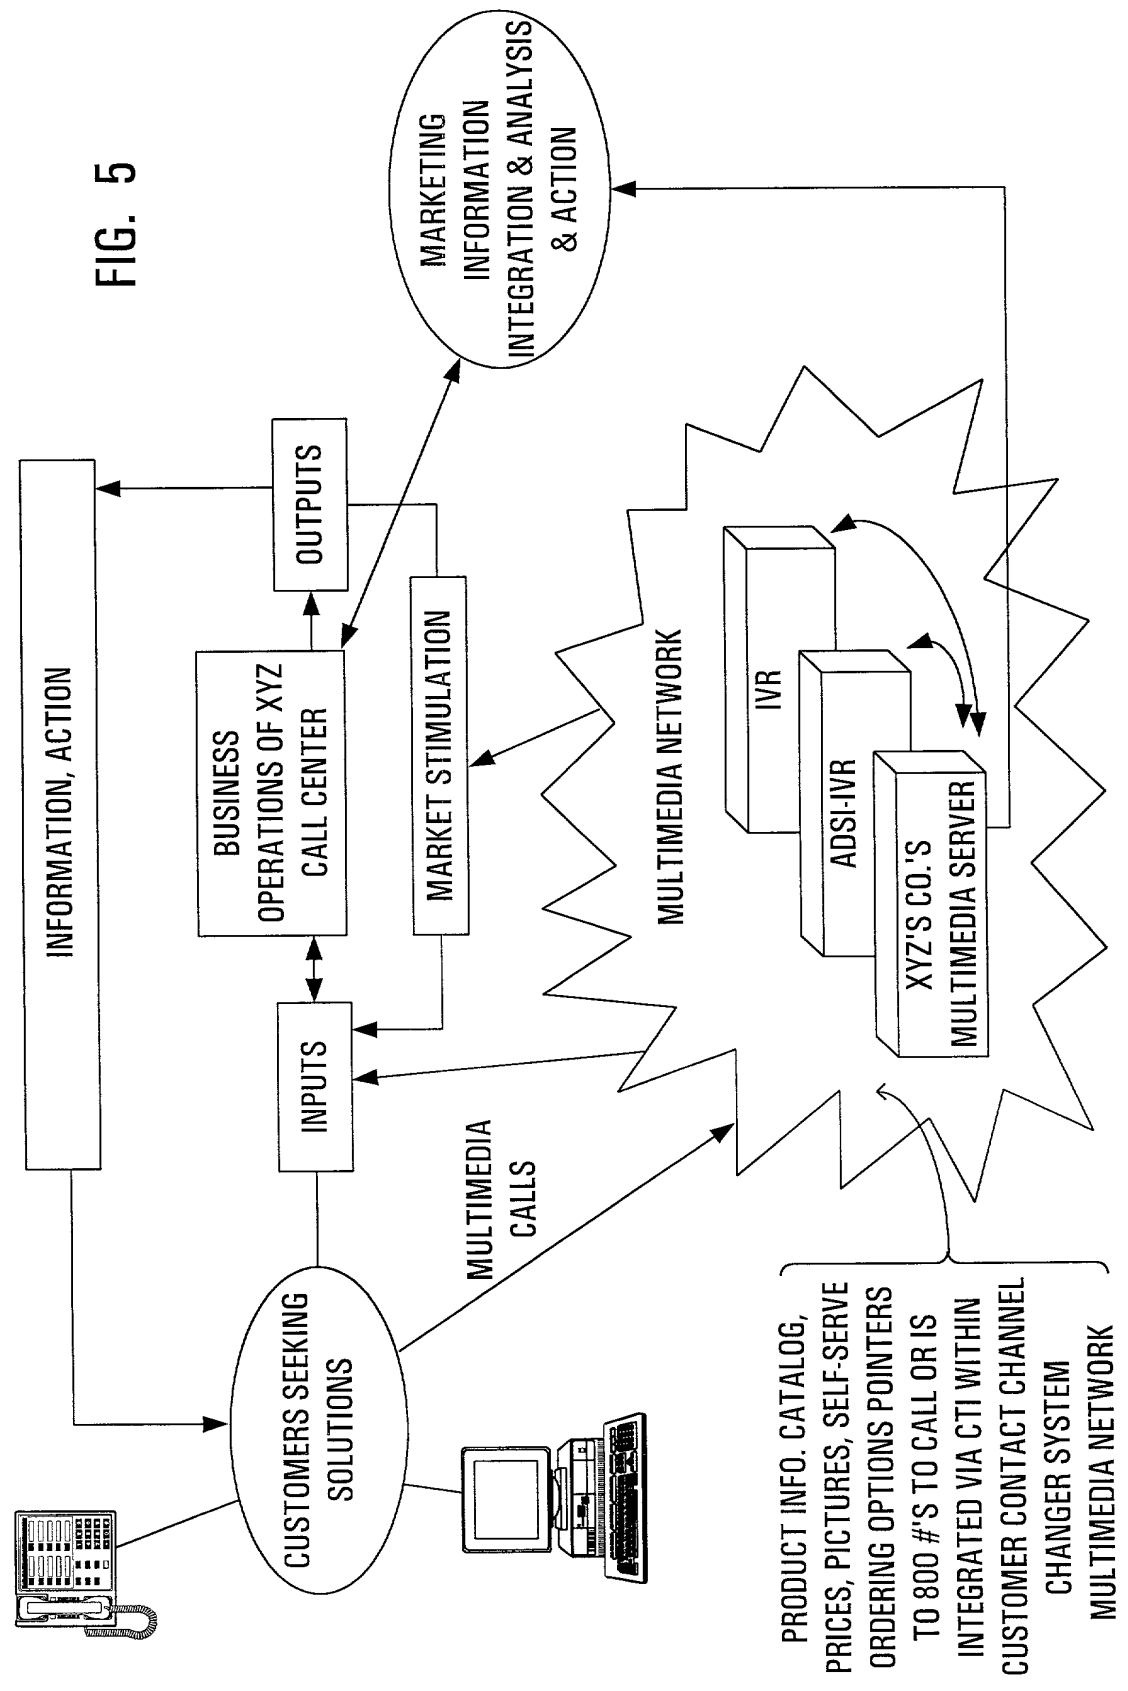 FIG. 5
INFORMATION, ACTION
CUSTOMERS SEEKING
SOLUTIONS
INPUTS
BUSINESS
OPERATIONS OF XYZ
CALL CENTER
OUTPUTS
MARKET STIMULATION
MARKETING
INFORMATION
INTEGRATION & ANALYSIS
& ACTION
MULTIMEDIA
CALLS
MULTIMEDIA NETWORK
IVR
ADSI-IVR
XYZ'S CO.'S
MULTIMEDIA SERVER
PRODUCT INFO. CATALOG,
PRICES, PICTURES, SELF-SERVE
ORDERING OPTIONS POINTERS
TO 800 #'S TO CALL OR IS
INTEGRATED VIA CTI WITHIN
CUSTOMER CONTACT CHANNEL
CHANGER SYSTEM
MULTIMEDIA NETWORK